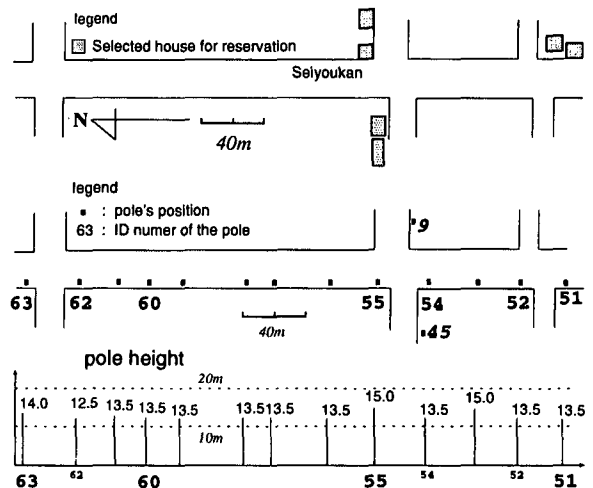 legend
Selected house for reservation
Seiyoukan
N
40m
legend
: pole's position
63 : ID numer of the pole
9
63 62 60 55 54 52 51
45
40m
pole height
20m
14.0 12.5 13.5 13.5 13.5 13.5 13.5 13.5 15.0 13.5 15.0 13.5 13.5
10m
63 62 60 55 54 52 51